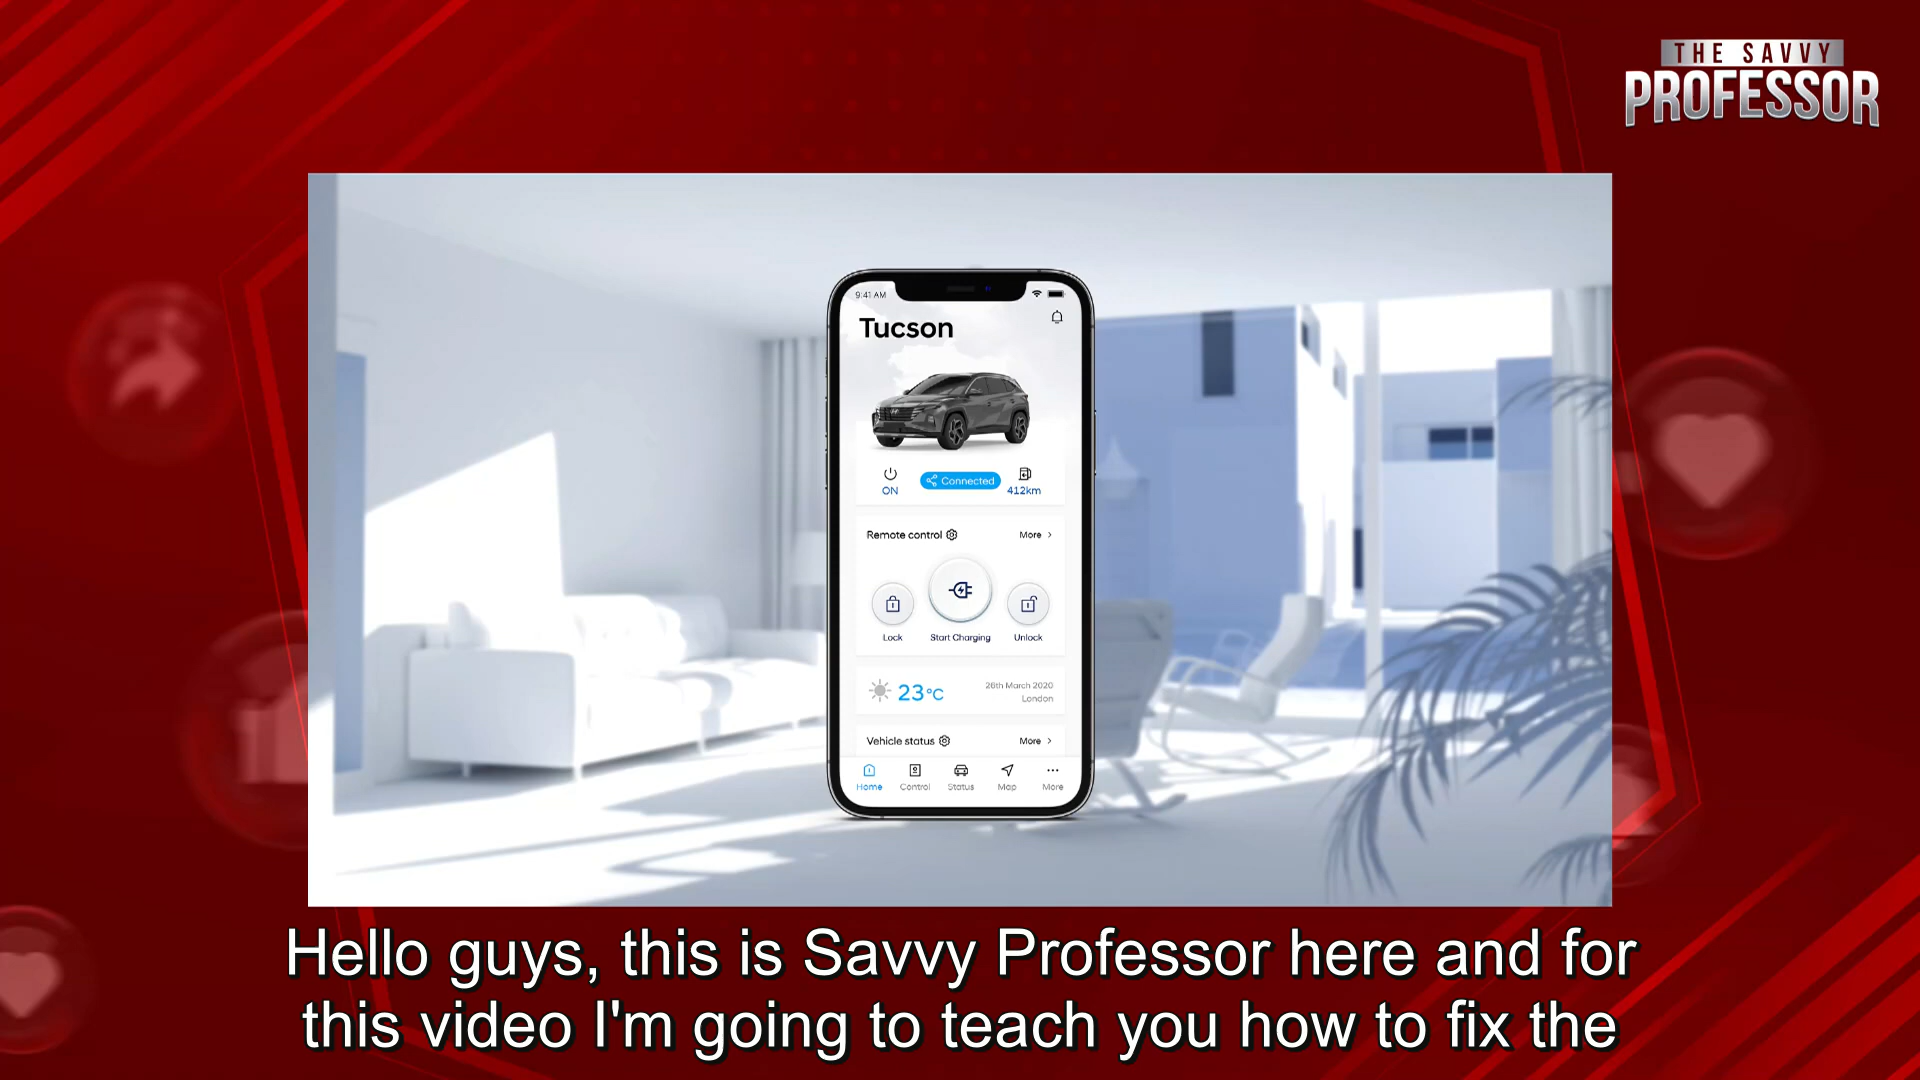 THE SAVVY
PROFESSOR
9:41 AM
Tucson
ON
Connected
412km
Remote control
More
Lock
Start Charging
Unlock
23°C
26th March 2020
London
Vehicle status
More
Home
Control
Status
Map
More
Hello guys, this is Savvy Professor here and for
this video I'm going to teach you how to fix the